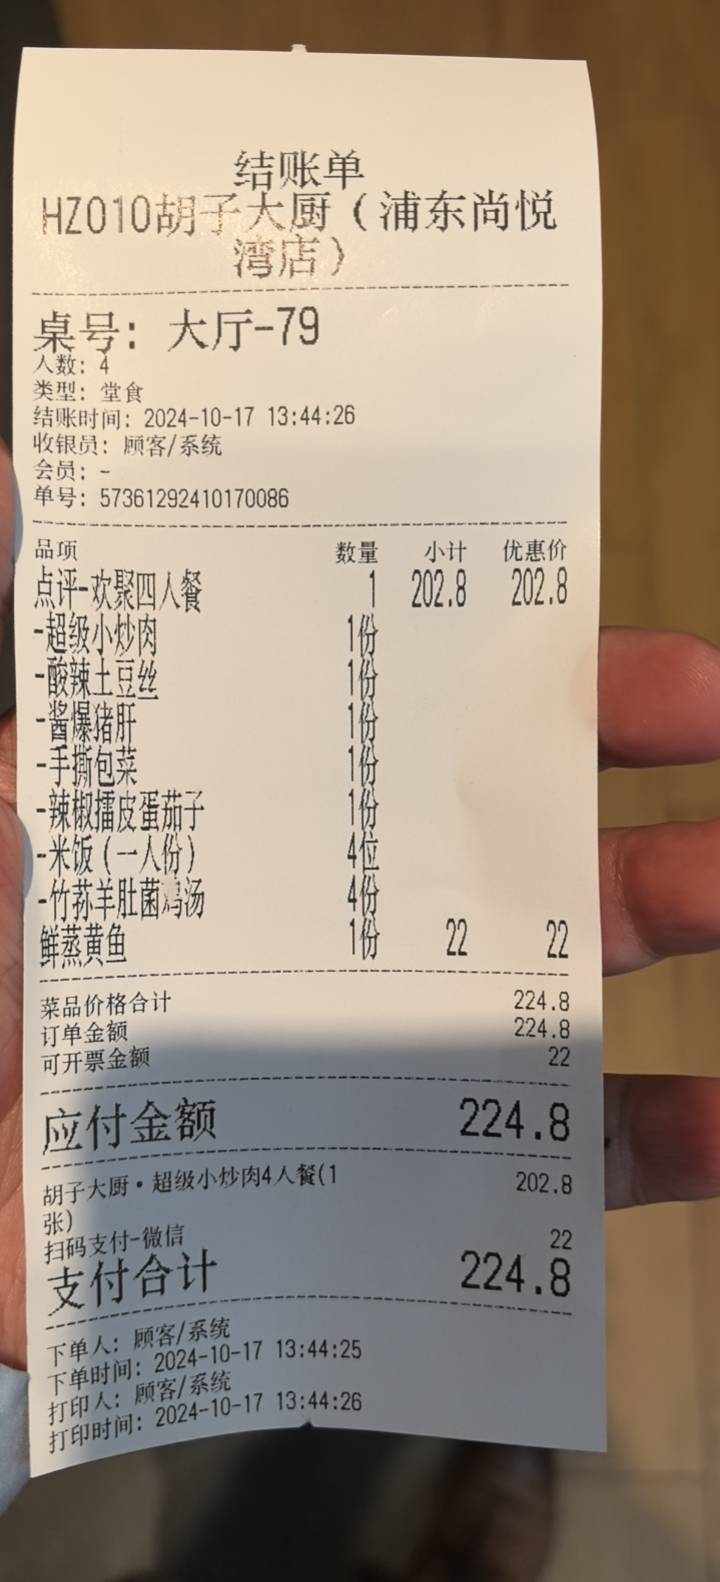 结账单
HZ010胡子大厨（浦东尚悦
湾店）
桌号: 大厅-79
人数: 4
类型: 堂食
结账时间: 2024-10-17 13:44:26
收银员: 顾客/系统
会员: -
单号: 57361292410170086
品项 数量 小计 优惠价
点评-欢聚四人餐 1 202.8 202.8
-超级小炒肉 1份
-酸辣土豆丝 1份
-酱爆猪肝 1份
-手撕包菜 1份
-辣椒擂皮蛋茄子 1份
-米饭(一人份) 4位
-竹荪羊肚菌鸡汤 4份
鲜蒸黄鱼 1份 22 22
菜品价格合计 224.8
订单金额 224.8
可开票金额 22
应付金额 224.8
胡子大厨·超级小炒肉4人餐(1 202.8
张)
扫码支付-微信 22
支付合计 224.8
下单人: 顾客/系统
下单时间: 2024-10-17 13:44:25
打印人: 顾客/系统
打印时间: 2024-10-17 13:44:26